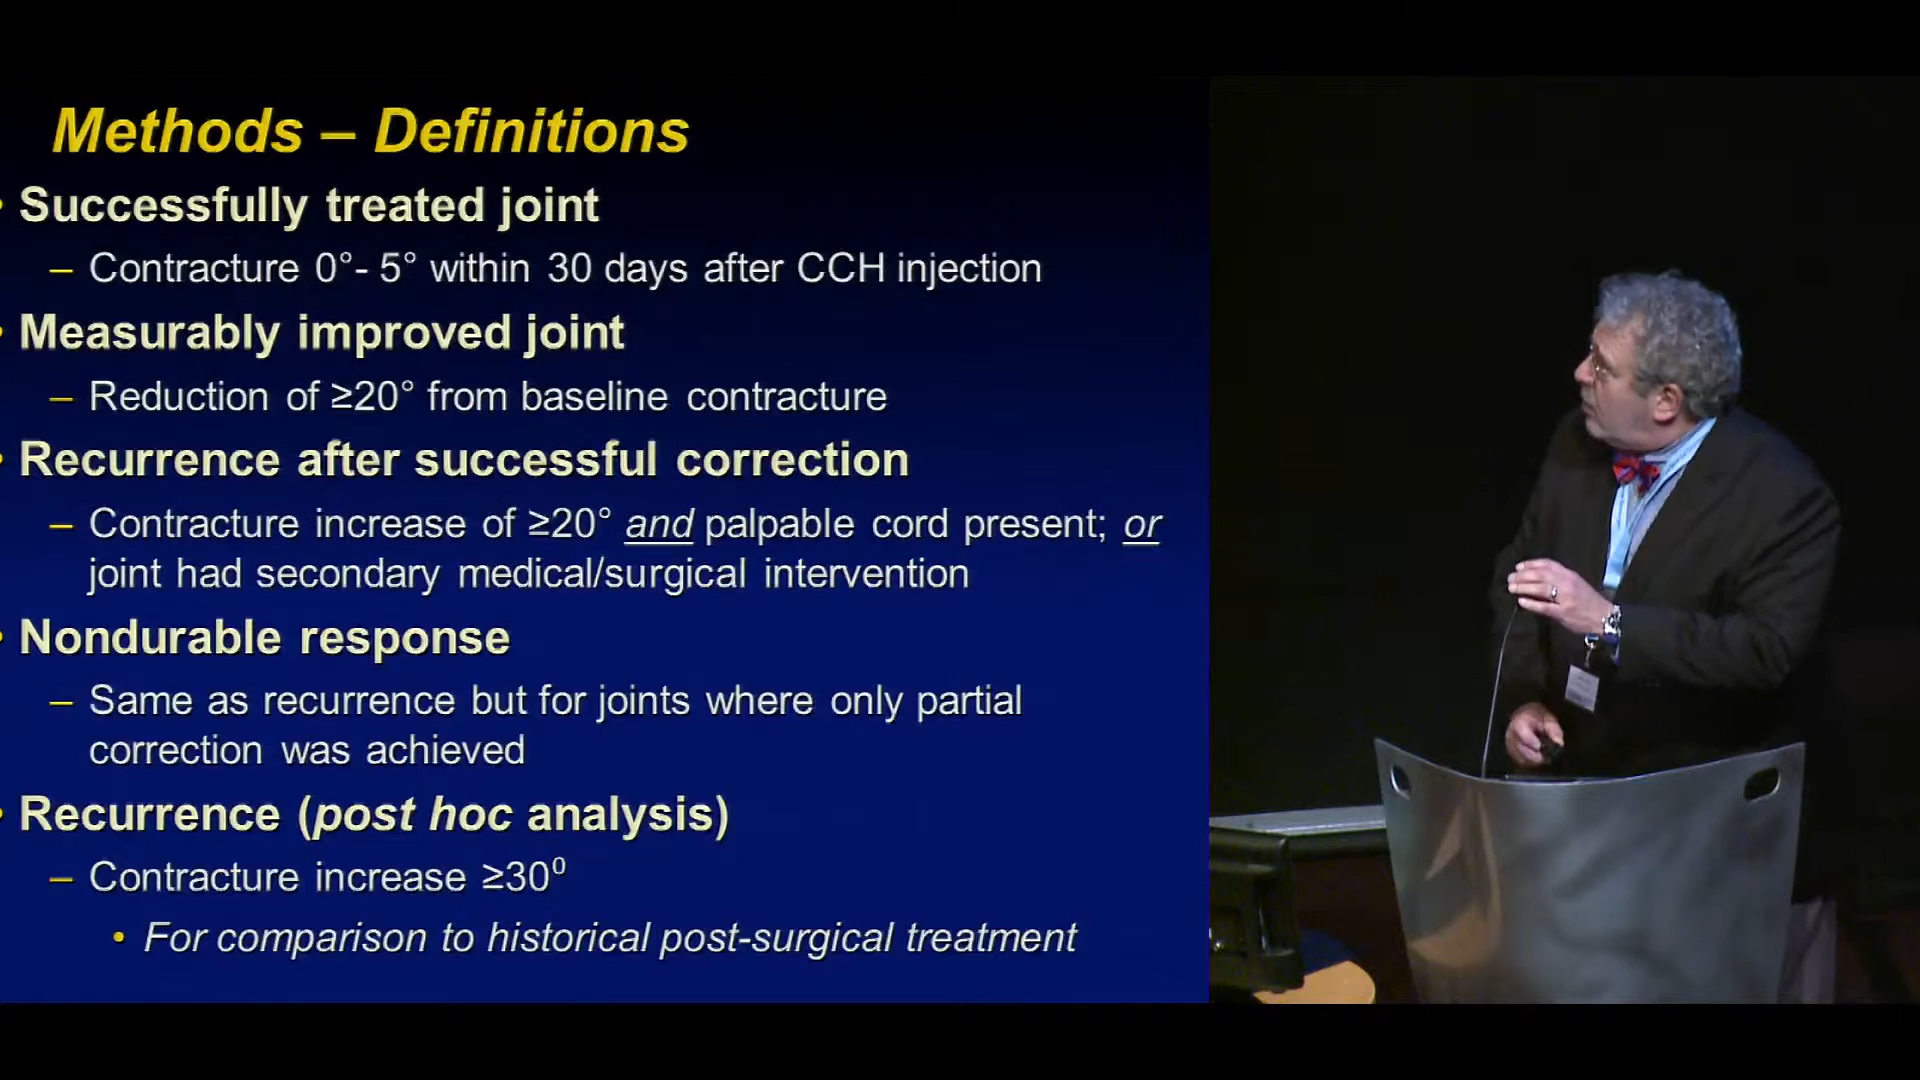 Methods – Definitions
• Successfully treated joint
– Contracture 0°- 5° within 30 days after CCH injection
• Measurably improved joint
– Reduction of ≥20° from baseline contracture
• Recurrence after successful correction
– Contracture increase of ≥20° and palpable cord present; or
joint had secondary medical/surgical intervention
• Nondurable response
– Same as recurrence but for joints where only partial
correction was achieved
• Recurrence (post hoc analysis)
– Contracture increase ≥30⁰
• For comparison to historical post-surgical treatment